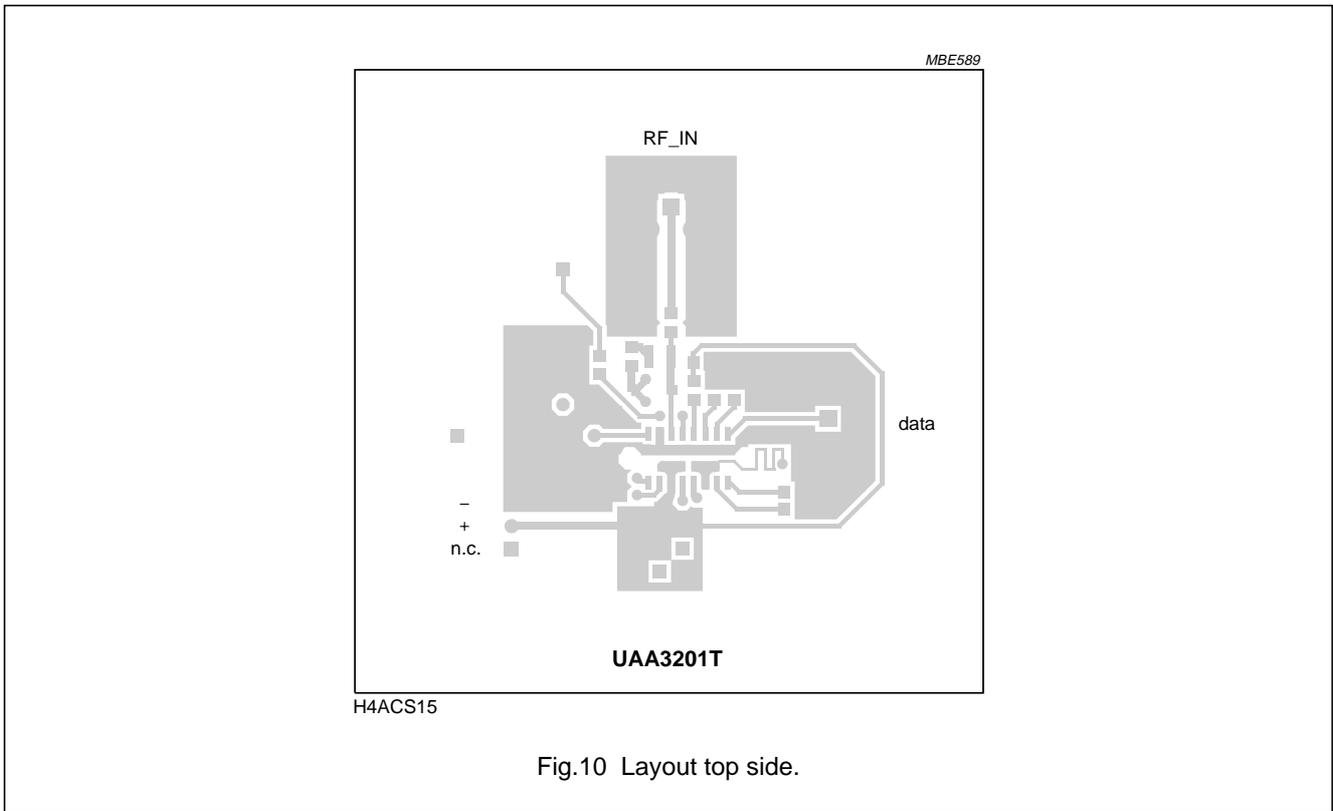 MBE589
RF_IN
data
–
+
n.c.
UAA3201T
H4ACS15
Fig.10 Layout top side.